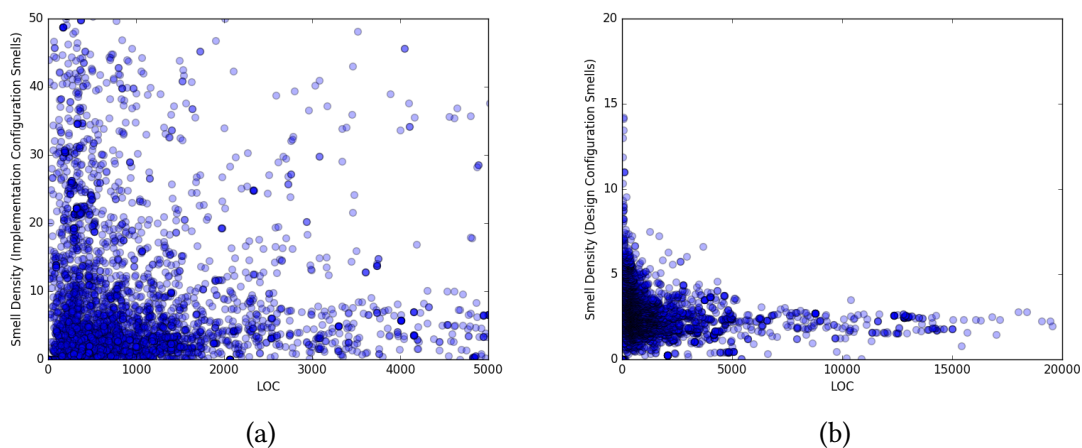 50
40
30
20
10
0
Smell Density (Implementation Configuration Smells)
0 1000 2000 3000 4000 5000
LOC
(a)
20
15
10
5
0
Smell Density (Design Configuration Smells)
0 5000 10000 15000 20000
LOC
(b)